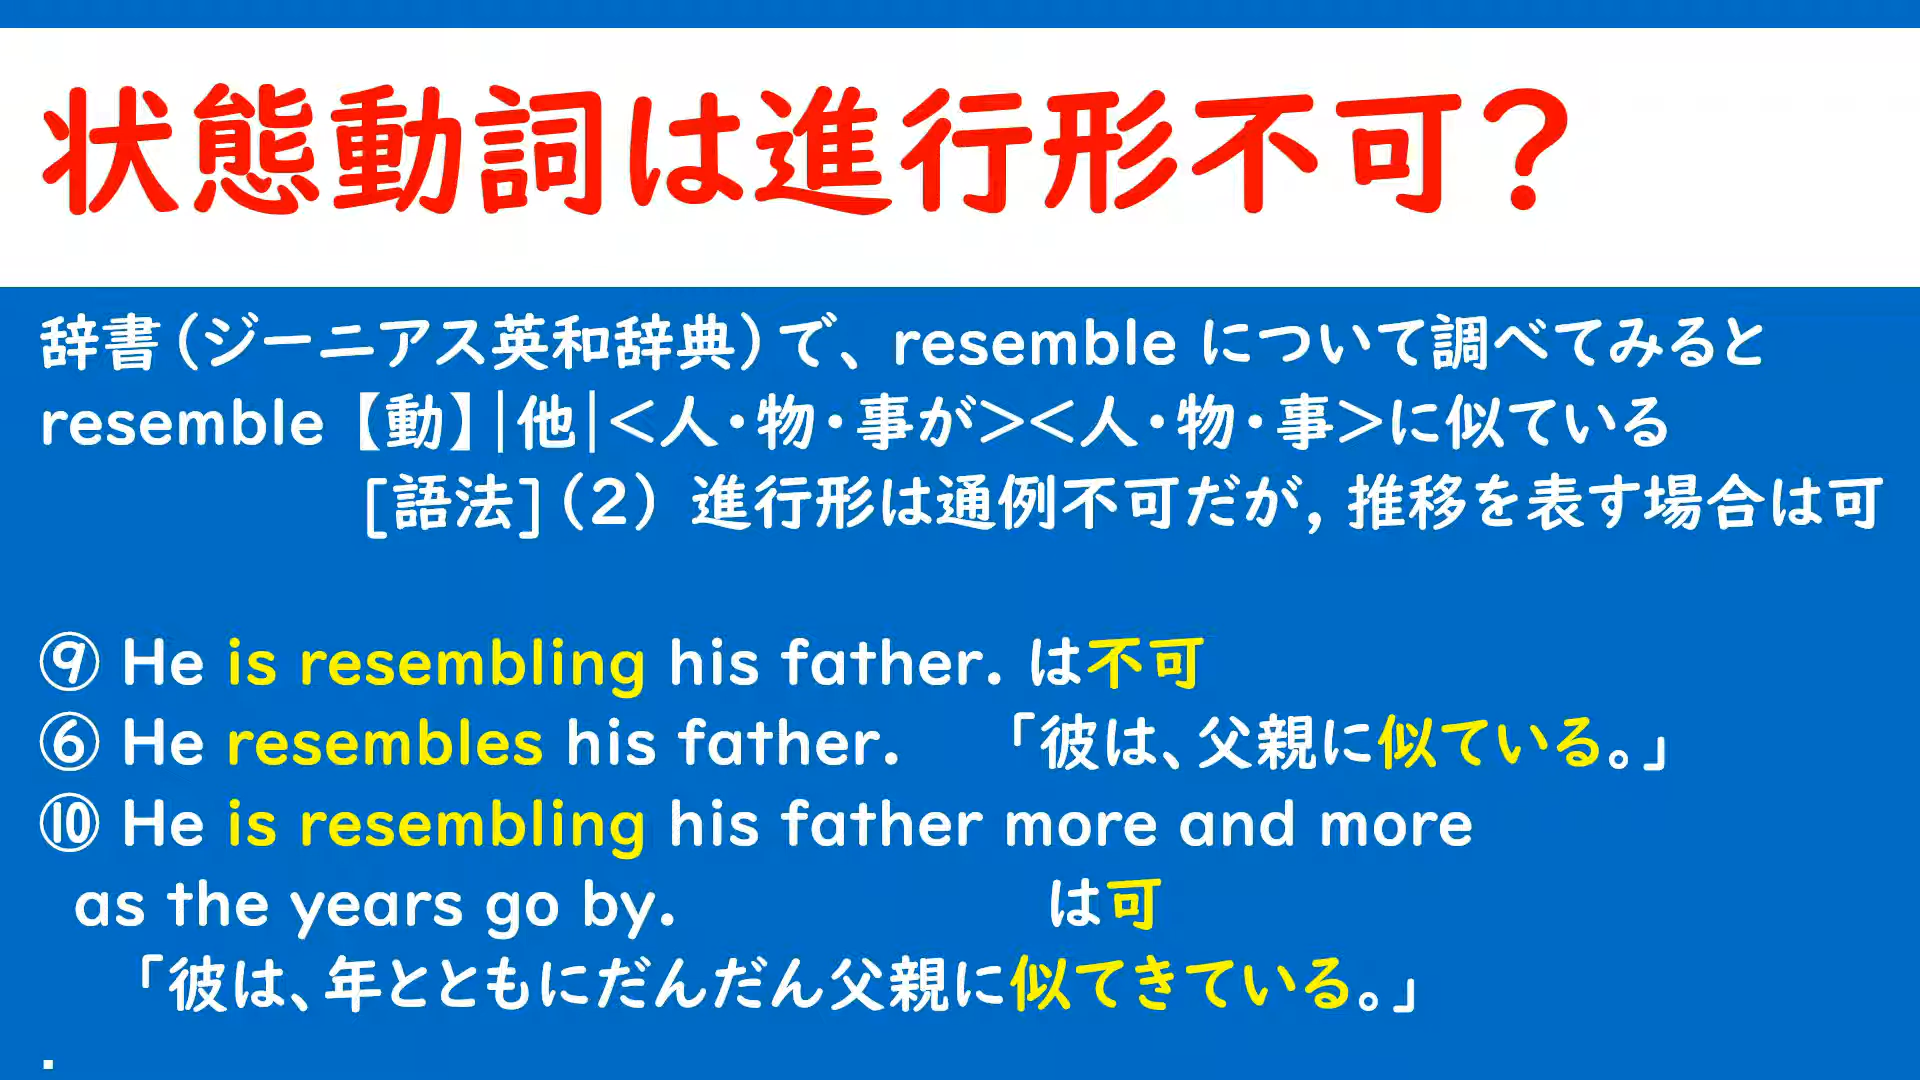 状態動詞は進行形不可？
辞書（ジーニアス英和辞典）で、resemble について調べてみると
resemble【動】|他|＜人・物・事が＞＜人・物・事＞に似ている
[語法]（２）進行形は通例不可だが, 推移を表す場合は可
⑨ He is resembling his father. は不可
⑥ He resembles his father. 「彼は、父親に似ている。」
⑩ He is resembling his father more and more
as the years go by. は可
「彼は、年とともにだんだん父親に似てきている。」
.